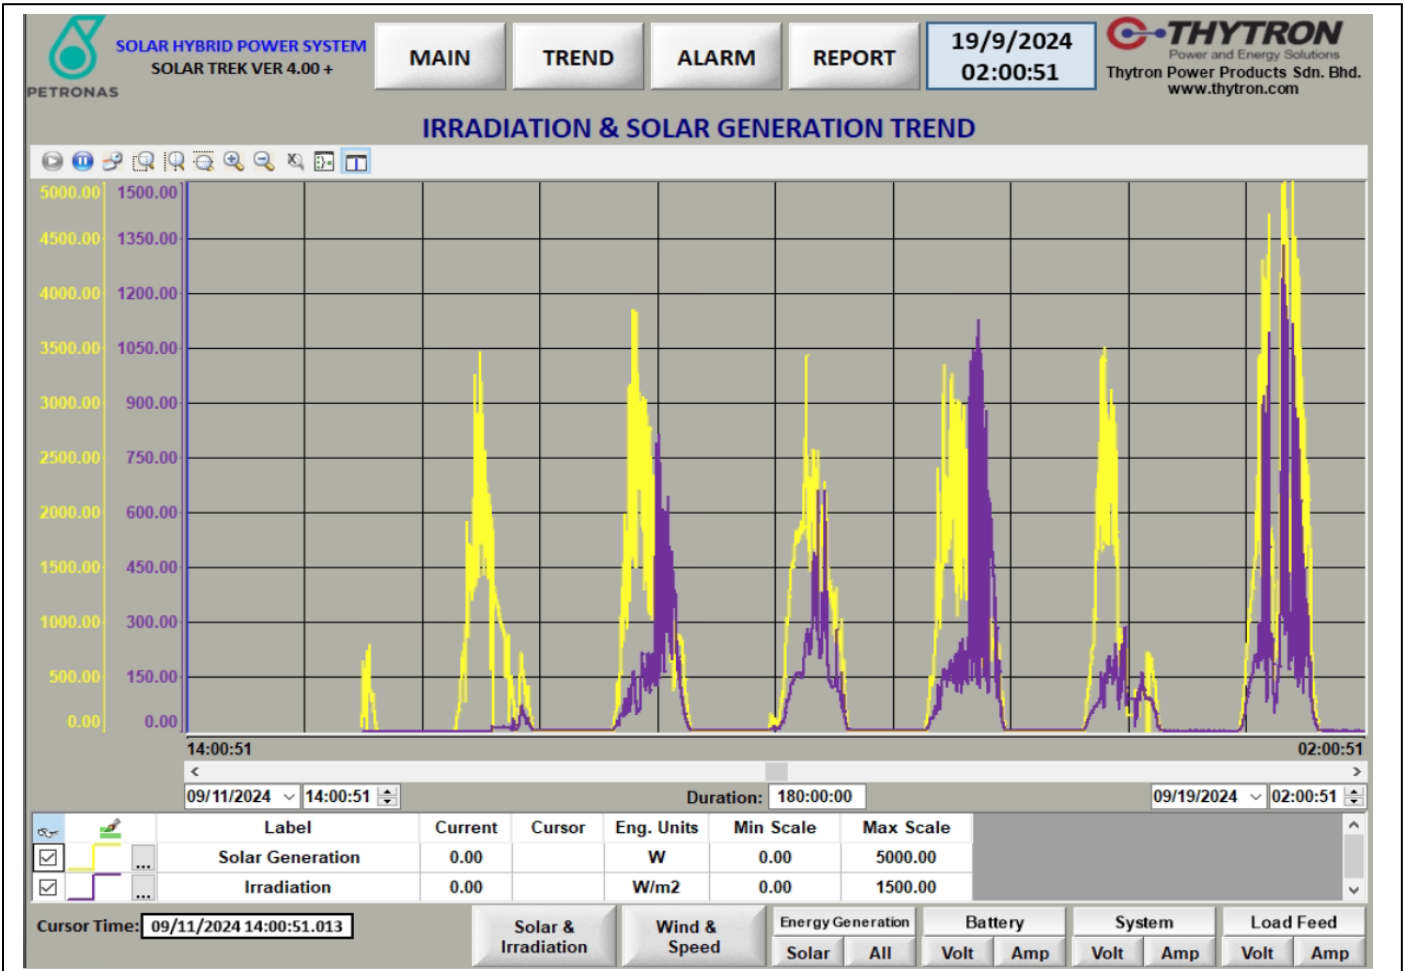 PETRONAS
SOLAR HYBRID POWER SYSTEM
SOLAR TREK VER 4.00 +
MAIN
TREND
ALARM
REPORT
19/9/2024
02:00:51
THYTRON
Power and Energy Solutions
Thytron Power Products Sdn. Bhd.
www.thytron.com
IRRADIATION & SOLAR GENERATION TREND
5000.00 1500.00
4500.00 1350.00
4000.00 1200.00
3500.00 1050.00
3000.00 900.00
2500.00 750.00
2000.00 600.00
1500.00 450.00
1000.00 300.00
500.00 150.00
0.00 0.00
14:00:51 02:00:51
09/11/2024 14:00:51 Duration: 180:00:00 09/19/2024 02:00:51
Label Current Cursor Eng. Units Min Scale Max Scale
... Solar Generation 0.00 W 0.00 5000.00
... Irradiation 0.00 W/m2 0.00 1500.00
Cursor Time: 09/11/2024 14:00:51.013
Solar &
Irradiation
Wind &
Speed
Energy Generation
Solar All
Battery
Volt Amp
System
Volt Amp
Load Feed
Volt Amp